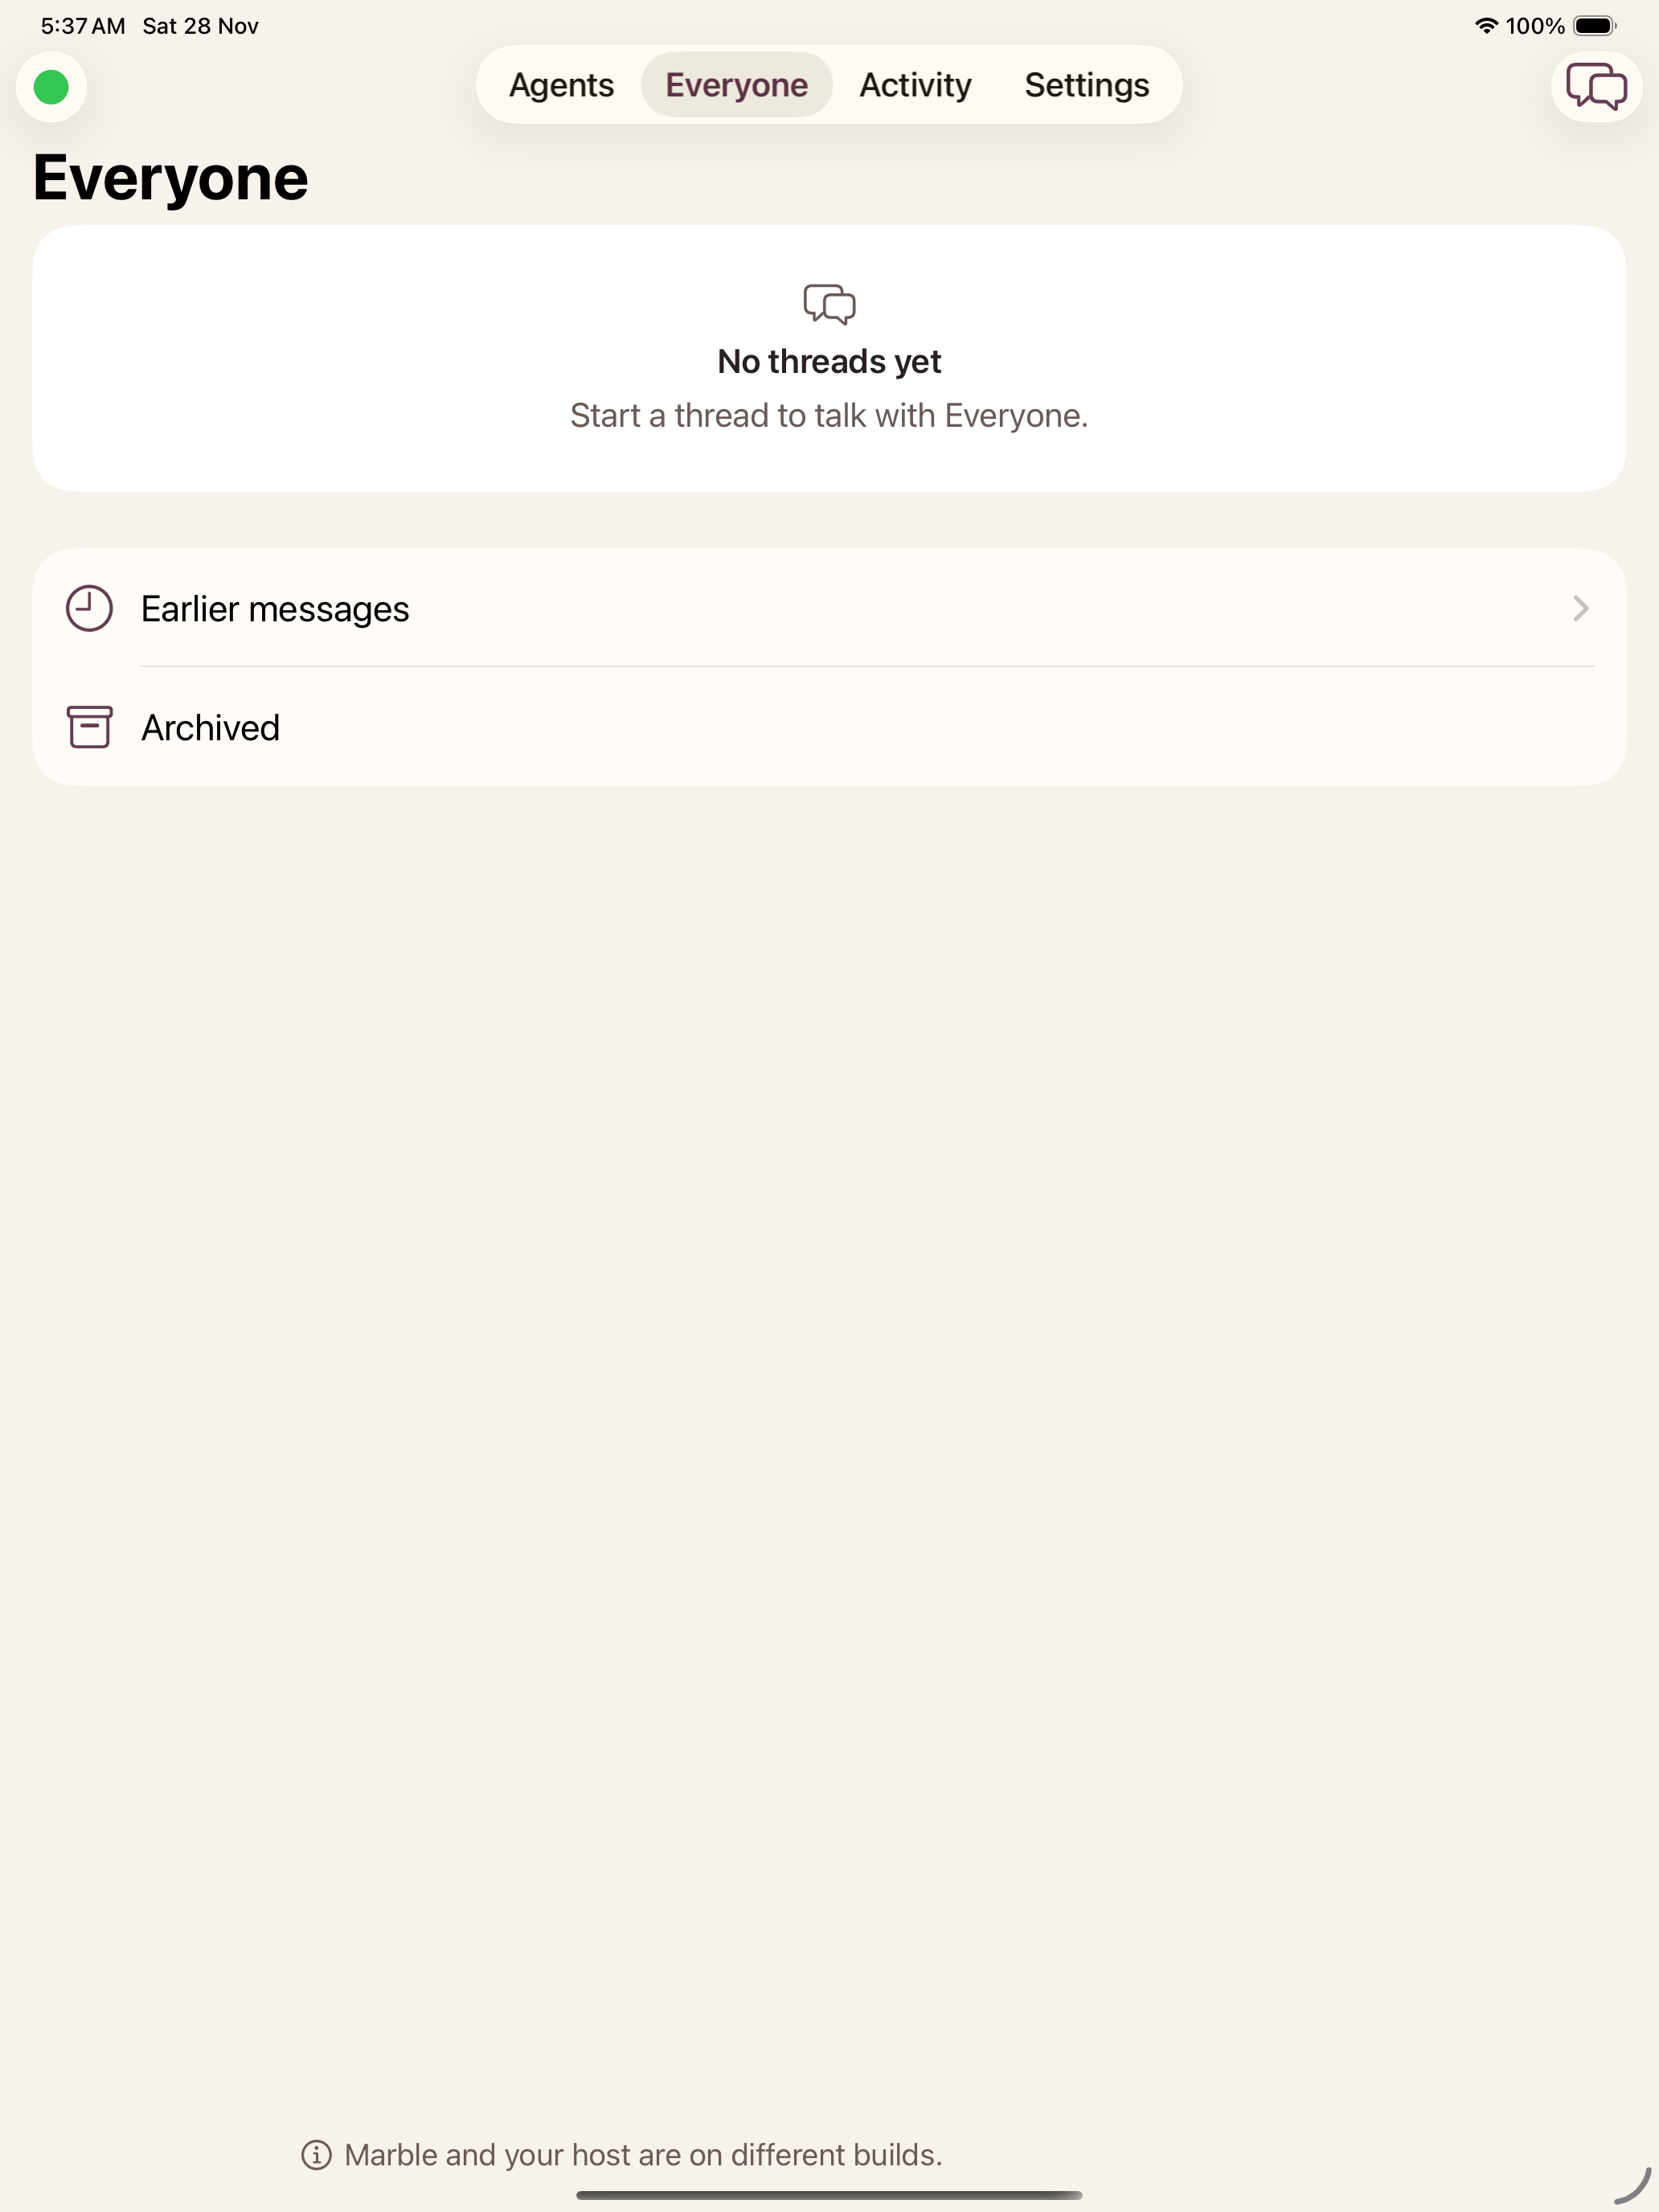 5:37 AM Sat 28 Nov 100%
Agents Everyone Activity Settings
Everyone
No threads yet
Start a thread to talk with Everyone.
Earlier messages
Archived
Marble and your host are on different builds.